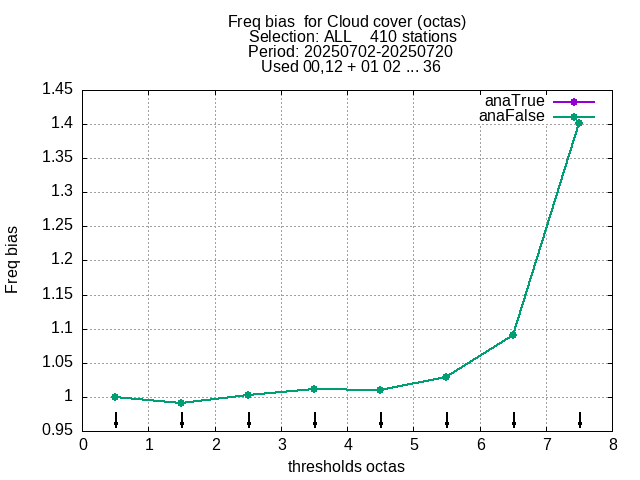 Freq bias  for Cloud cover (octas)
Selection: ALL    410 stations
Period: 20250702-20250720
Used 00,12 + 01 02 ... 36
anaTrue
anaFalse
1.45
1.4
1.35
1.3
1.25
1.2
1.15
1.1
1.05
1
0.95
Freq bias
0 1 2 3 4 5 6 7 8
thresholds octas